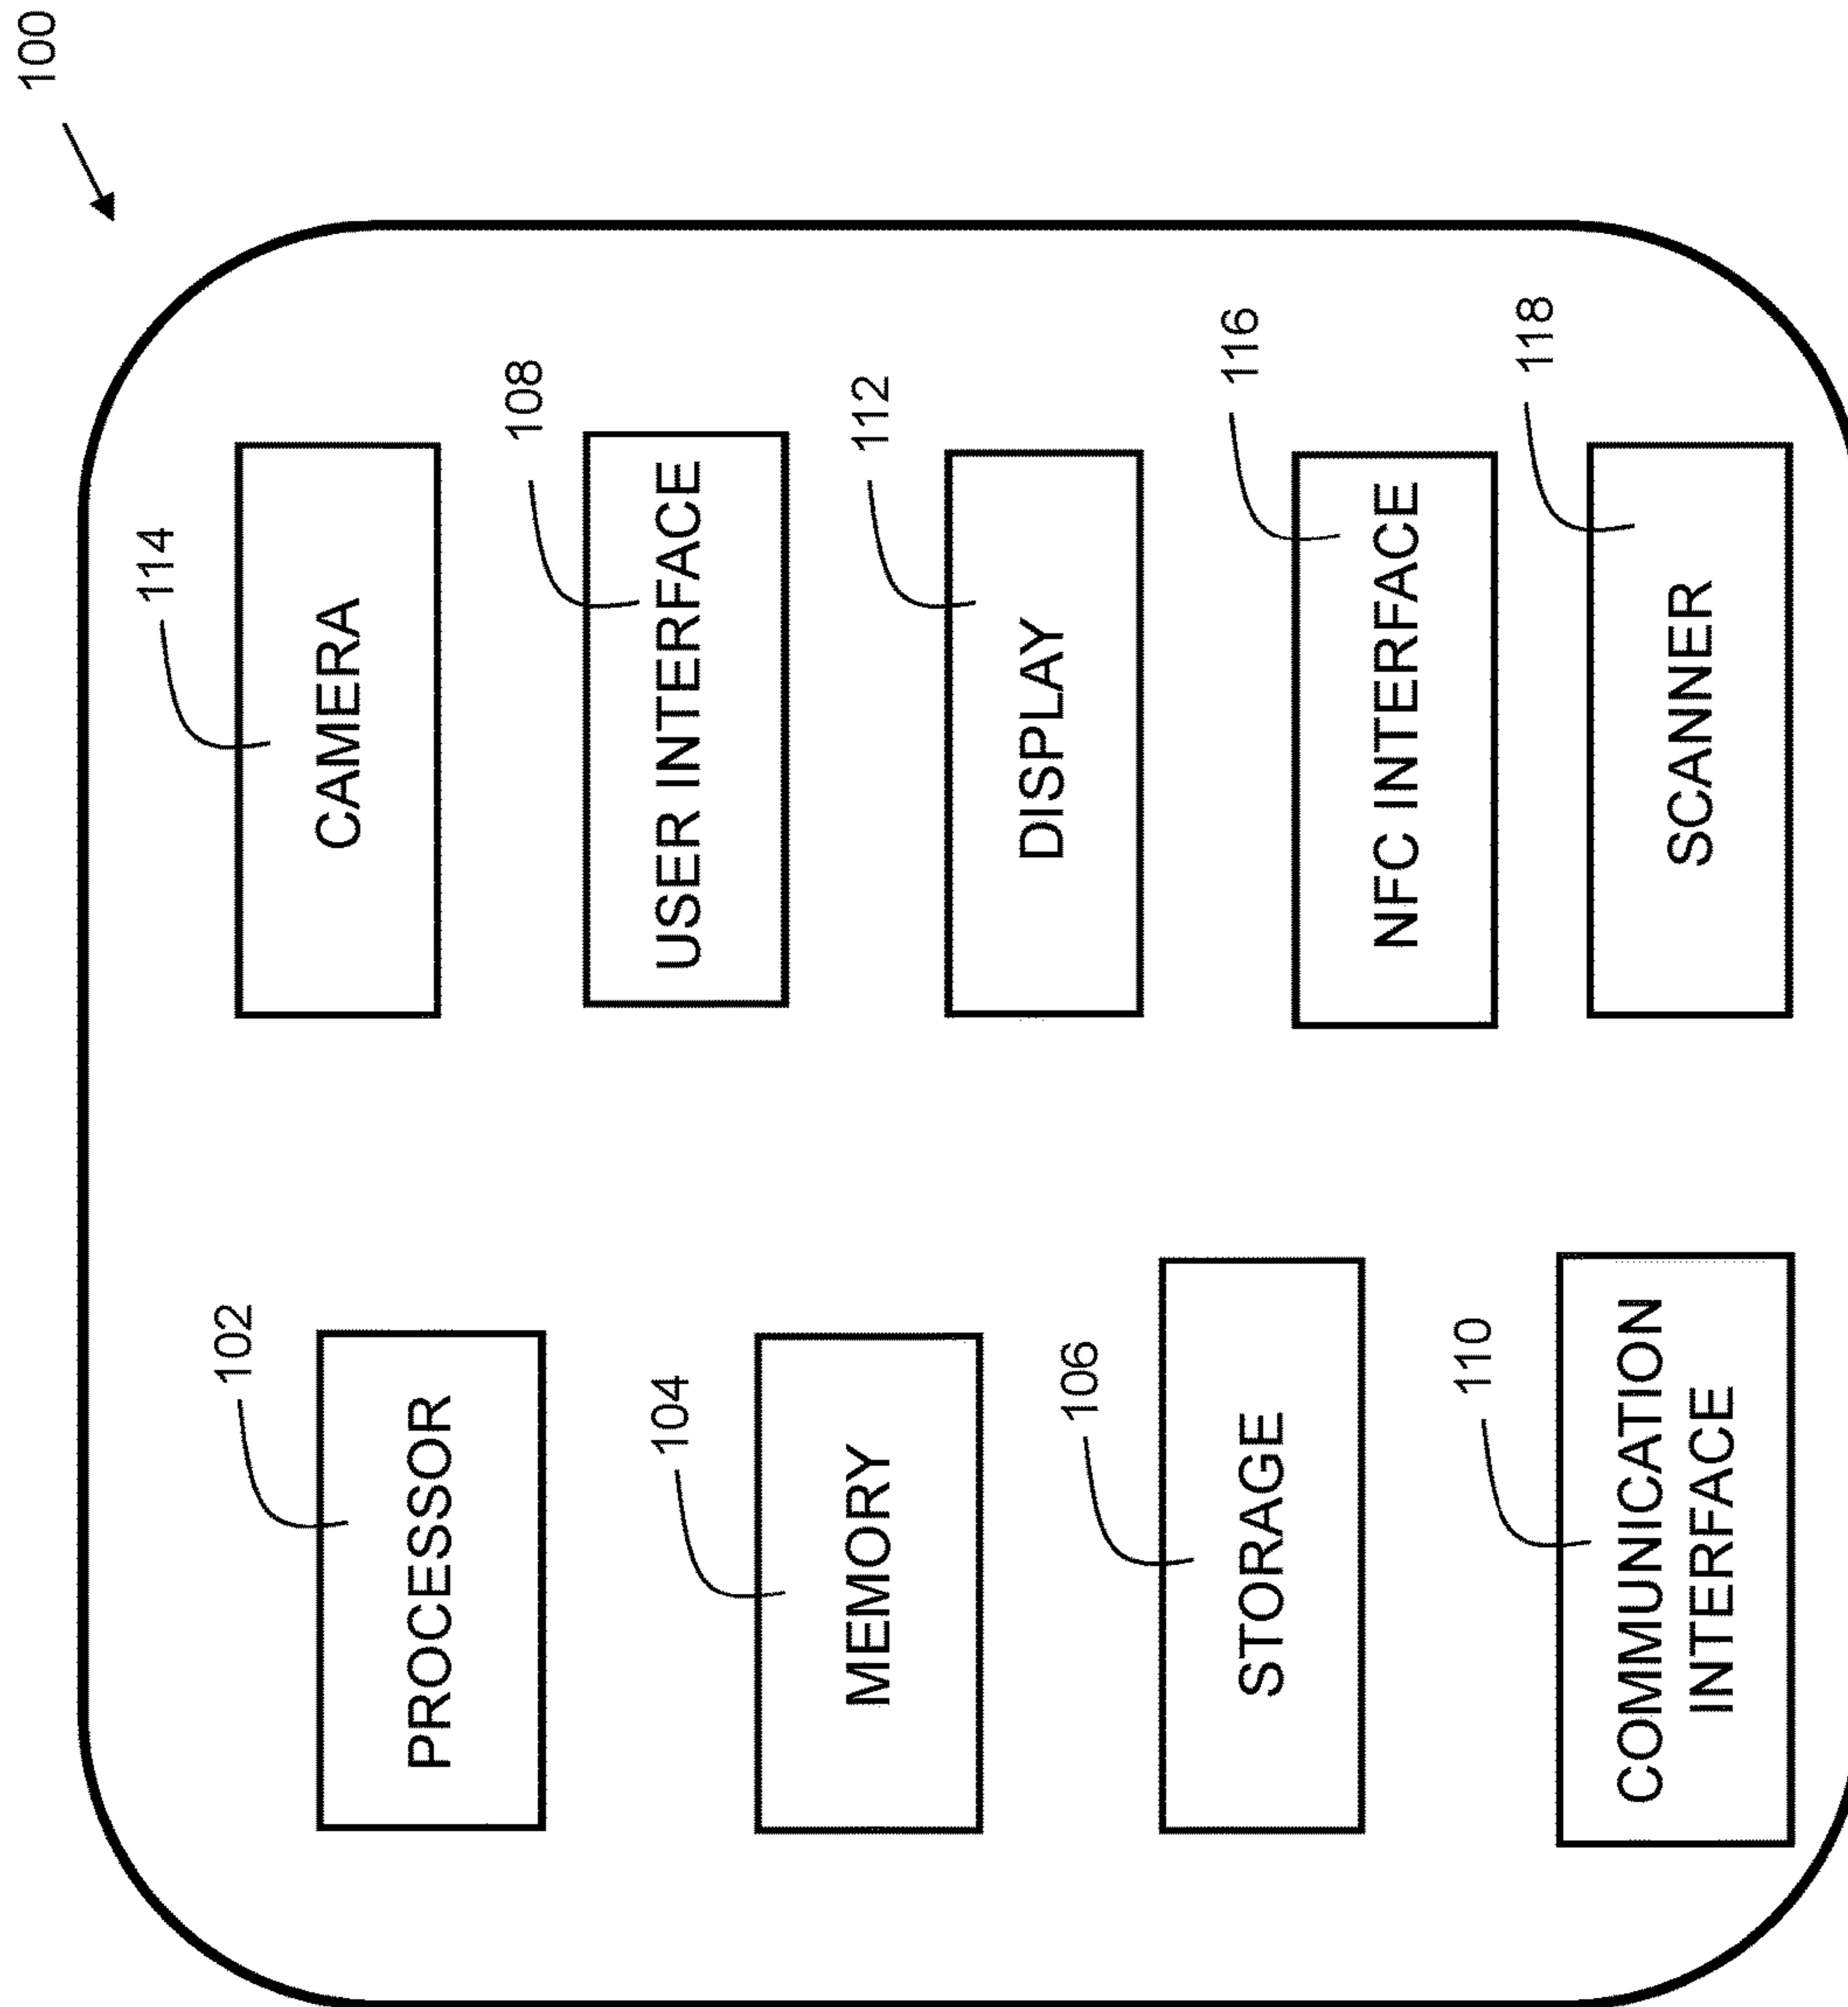 100
114
CAMERA
102
PROCESSOR
108
USER INTERFACE
104
MEMORY
112
DISPLAY
106
STORAGE
116
NFC INTERFACE
110
COMMUNICATION
INTERFACE
118
SCANNER